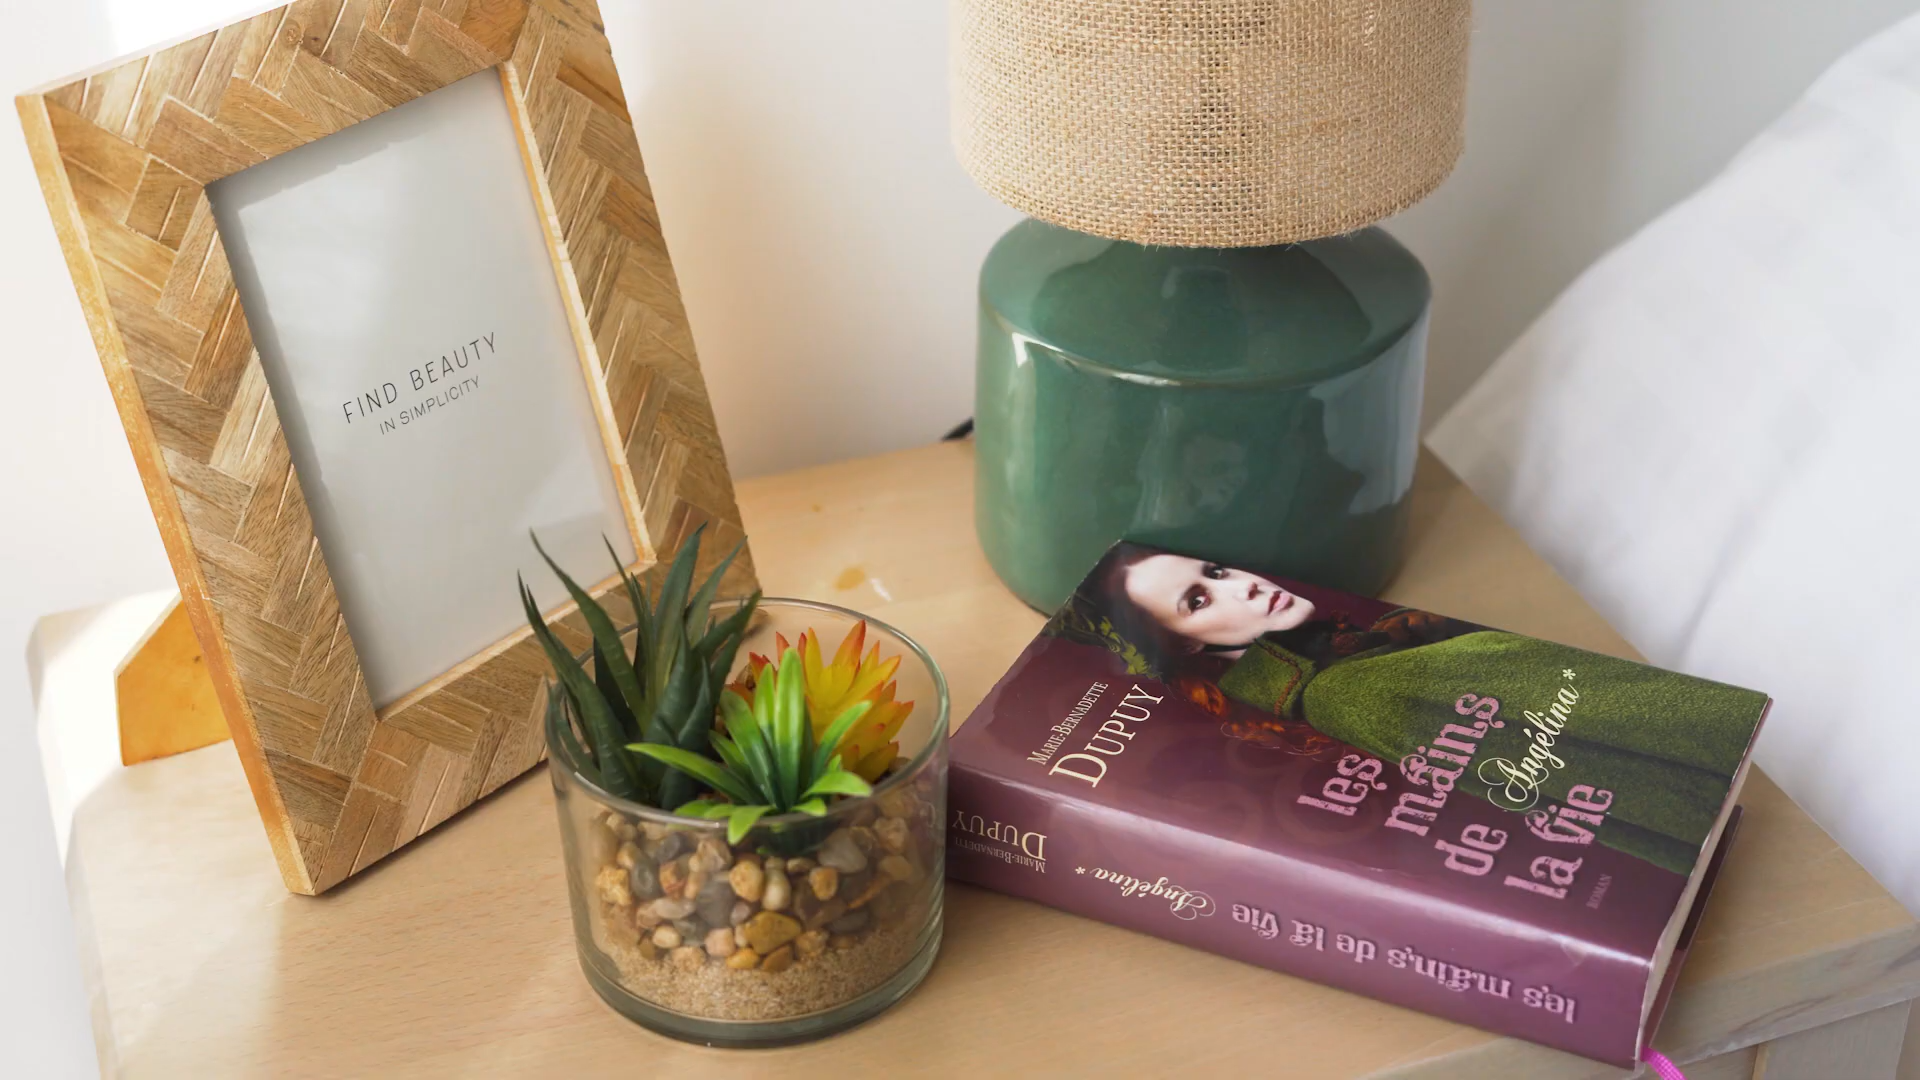 FIND BEAUTY
IN SIMPLICITY
MARIE-BERNADETTE
DUPUY
les
mains
Angélina*
de
la vie
ROMAN
MARIE-BERNADETTE
DUPUY
Angélina*
les mains de la vie